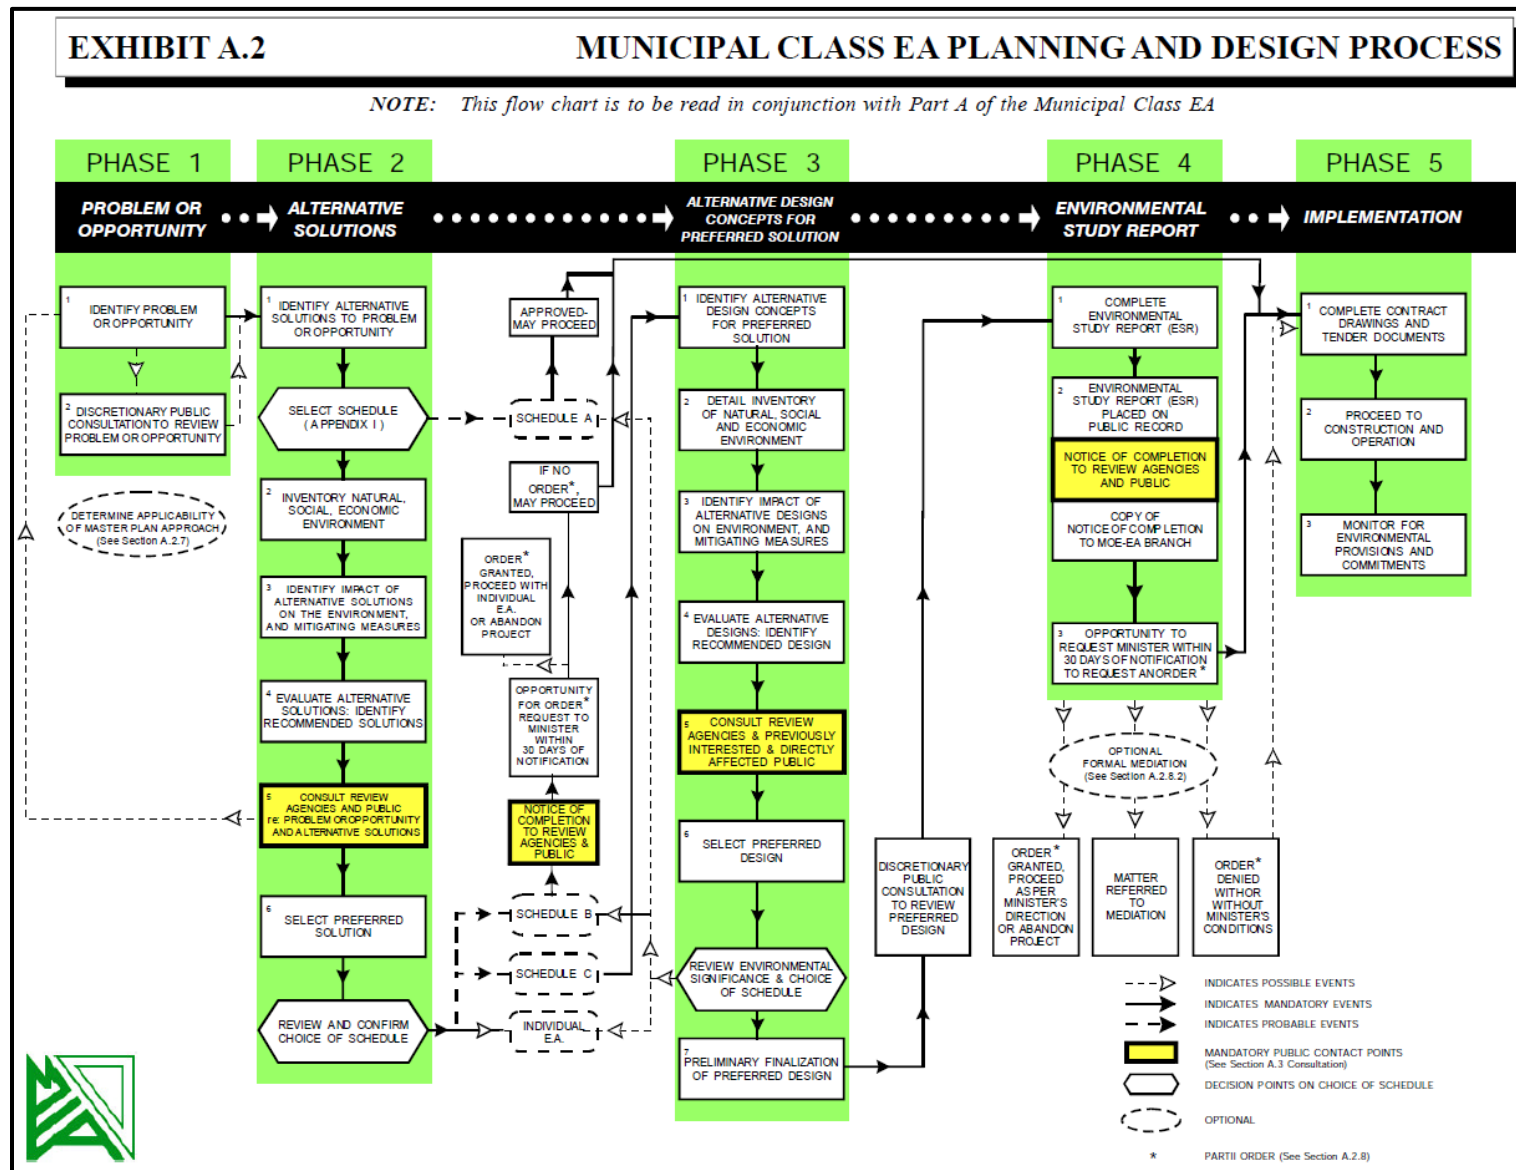 EXHIBIT A.2
MUNICIPAL CLASS EA PLANNING AND DESIGN PROCESS
NOTE: This flow chart is to be read in conjunction with Part A of the Municipal Class EA
PHASE 1
PROBLEM OR
OPPORTUNITY
1
IDENTIFY PROBLEM
OR OPPORTUNITY
2
DISCRETIONARY PUBLIC
CONSULTATION TO REVIEW
PROBLEM OR OPPORTUNITY
DETERMINE APPLICABILITY
OF MASTER PLAN APPROACH
(See Section A.2.7)
PHASE 2
ALTERNATIVE
SOLUTIONS
1
IDENTIFY ALTERNATIVE
SOLUTIONS TO PROBLEM
OR OPPORTUNITY
SELECT SCHEDULE
(APPENDIX I)
2
INVENTORY NATURAL,
SOCIAL, ECONOMIC
ENVIRONMENT
3
IDENTIFY IMPACT OF
ALTERNATIVE SOLUTIONS
ON THE ENVIRONMENT,
AND MITIGATING MEASURES
4
EVALUATE ALTERNATIVE
SOLUTIONS: IDENTIFY
RECOMMENDED SOLUTIONS
5
CONSULT REVIEW
AGENCIES AND PUBLIC
re: PROBLEM OR OPPORTUNITY
AND ALTERNATIVE SOLUTIONS
6
SELECT PREFERRED
SOLUTION
REVIEW AND CONFIRM
CHOICE OF SCHEDULE
APPROVED-
MAY PROCEED
SCHEDULE A
IF NO
ORDER*,
MAY PROCEED
ORDER*
GRANTED,
PROCEED WITH
INDIVIDUAL
E.A.
OR ABANDON
PROJECT
OPPORTUNITY
FOR ORDER*
REQUEST TO
MINISTER
WITHIN
30 DAYS OF
NOTIFICATION
NOTICE OF
COMPLETION
TO REVIEW
AGENCIES &
PUBLIC
SCHEDULE B
SCHEDULE C
INDIVIDUAL
E.A.
PHASE 3
ALTERNATIVE DESIGN
CONCEPTS FOR
PREFERRED SOLUTION
1
IDENTIFY ALTERNATIVE
DESIGN CONCEPTS
FOR PREFERRED
SOLUTION
2
DETAIL INVENTORY
OF NATURAL, SOCIAL
AND ECONOMIC
ENVIRONMENT
3
IDENTIFY IMPACT OF
ALTERNATIVE DESIGNS
ON ENVIRONMENT, AND
MITIGATING MEASURES
4
EVALUATE ALTERNATIVE
DESIGNS: IDENTIFY
RECOMMENDED DESIGN
5
CONSULT REVIEW
AGENCIES & PREVIOUSLY
INTERESTED & DIRECTLY
AFFECTED PUBLIC
6
SELECT PREFERRED
DESIGN
REVIEW ENVIRONMENTAL
SIGNIFICANCE & CHOICE
OF SCHEDULE
7
PRELIMINARY FINALIZATION
OF PREFERRED DESIGN
DISCRETIONARY
PUBLIC
CONSULTATION
TO REVIEW
PREFERRED
DESIGN
PHASE 4
ENVIRONMENTAL
STUDY REPORT
1
COMPLETE
ENVIRONMENTAL
STUDY REPORT (ESR)
2
ENVIRONMENTAL
STUDY REPORT (ESR)
PLACED ON
PUBLIC RECORD
NOTICE OF COMPLETION
TO REVIEW AGENCIES
AND PUBLIC
COPY OF
NOTICE OF COMPLETION
TO MOE-EA BRANCH
3
OPPORTUNITY TO
REQUEST MINISTER WITHIN
30 DAYS OF NOTIFICATION
TO REQUEST AN ORDER *
OPTIONAL
FORMAL MEDIATION
(See Section A.2.8.2)
ORDER*
GRANTED,
PROCEED
AS PER
MINISTER'S
DIRECTION
OR ABANDON
PROJECT
MATTER
REFERRED
TO
MEDIATION
ORDER*
DENIED
WITH OR
WITHOUT
MINISTER'S
CONDITIONS
PHASE 5
IMPLEMENTATION
1
COMPLETE CONTRACT
DRAWINGS AND
TENDER DOCUMENTS
2
PROCEED TO
CONSTRUCTION AND
OPERATION
3
MONITOR FOR
ENVIRONMENTAL
PROVISIONS AND
COMMITMENTS
INDICATES POSSIBLE EVENTS
INDICATES MANDATORY EVENTS
INDICATES PROBABLE EVENTS
MANDATORY PUBLIC CONTACT POINTS
(See Section A.3 Consultation)
DECISION POINTS ON CHOICE OF SCHEDULE
OPTIONAL
* PART II ORDER (See Section A.2.8)
MEA